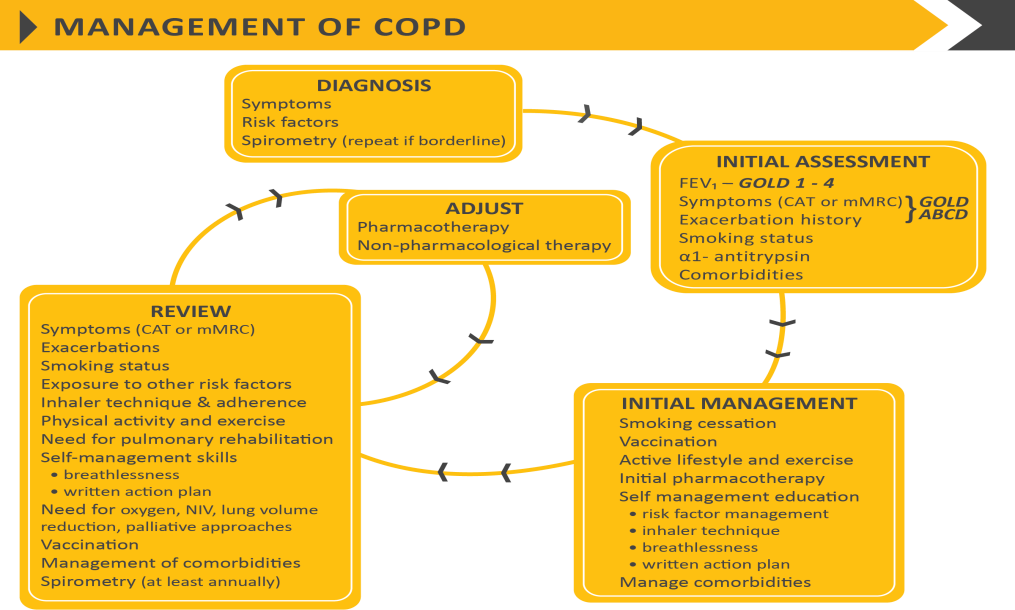 MANAGEMENT OF COPD
DIAGNOSIS
Symptoms
Risk factors
Spirometry (repeat if borderline)
INITIAL ASSESSMENT
FEV₁ – GOLD 1 - 4
Symptoms (CAT or mMRC)
Exacerbation history
} GOLD
ABCD
Smoking status
α1- antitrypsin
Comorbidities
ADJUST
Pharmacotherapy
Non-pharmacological therapy
REVIEW
Symptoms (CAT or mMRC)
Exacerbations
Smoking status
Exposure to other risk factors
Inhaler technique & adherence
Physical activity and exercise
Need for pulmonary rehabilitation
Self-management skills
• breathlessness
• written action plan
Need for oxygen, NIV, lung volume
reduction, palliative approaches
Vaccination
Management of comorbidities
Spirometry (at least annually)
INITIAL MANAGEMENT
Smoking cessation
Vaccination
Active lifestyle and exercise
Initial pharmacotherapy
Self management education
• risk factor management
• inhaler technique
• breathlessness
• written action plan
Manage comorbidities